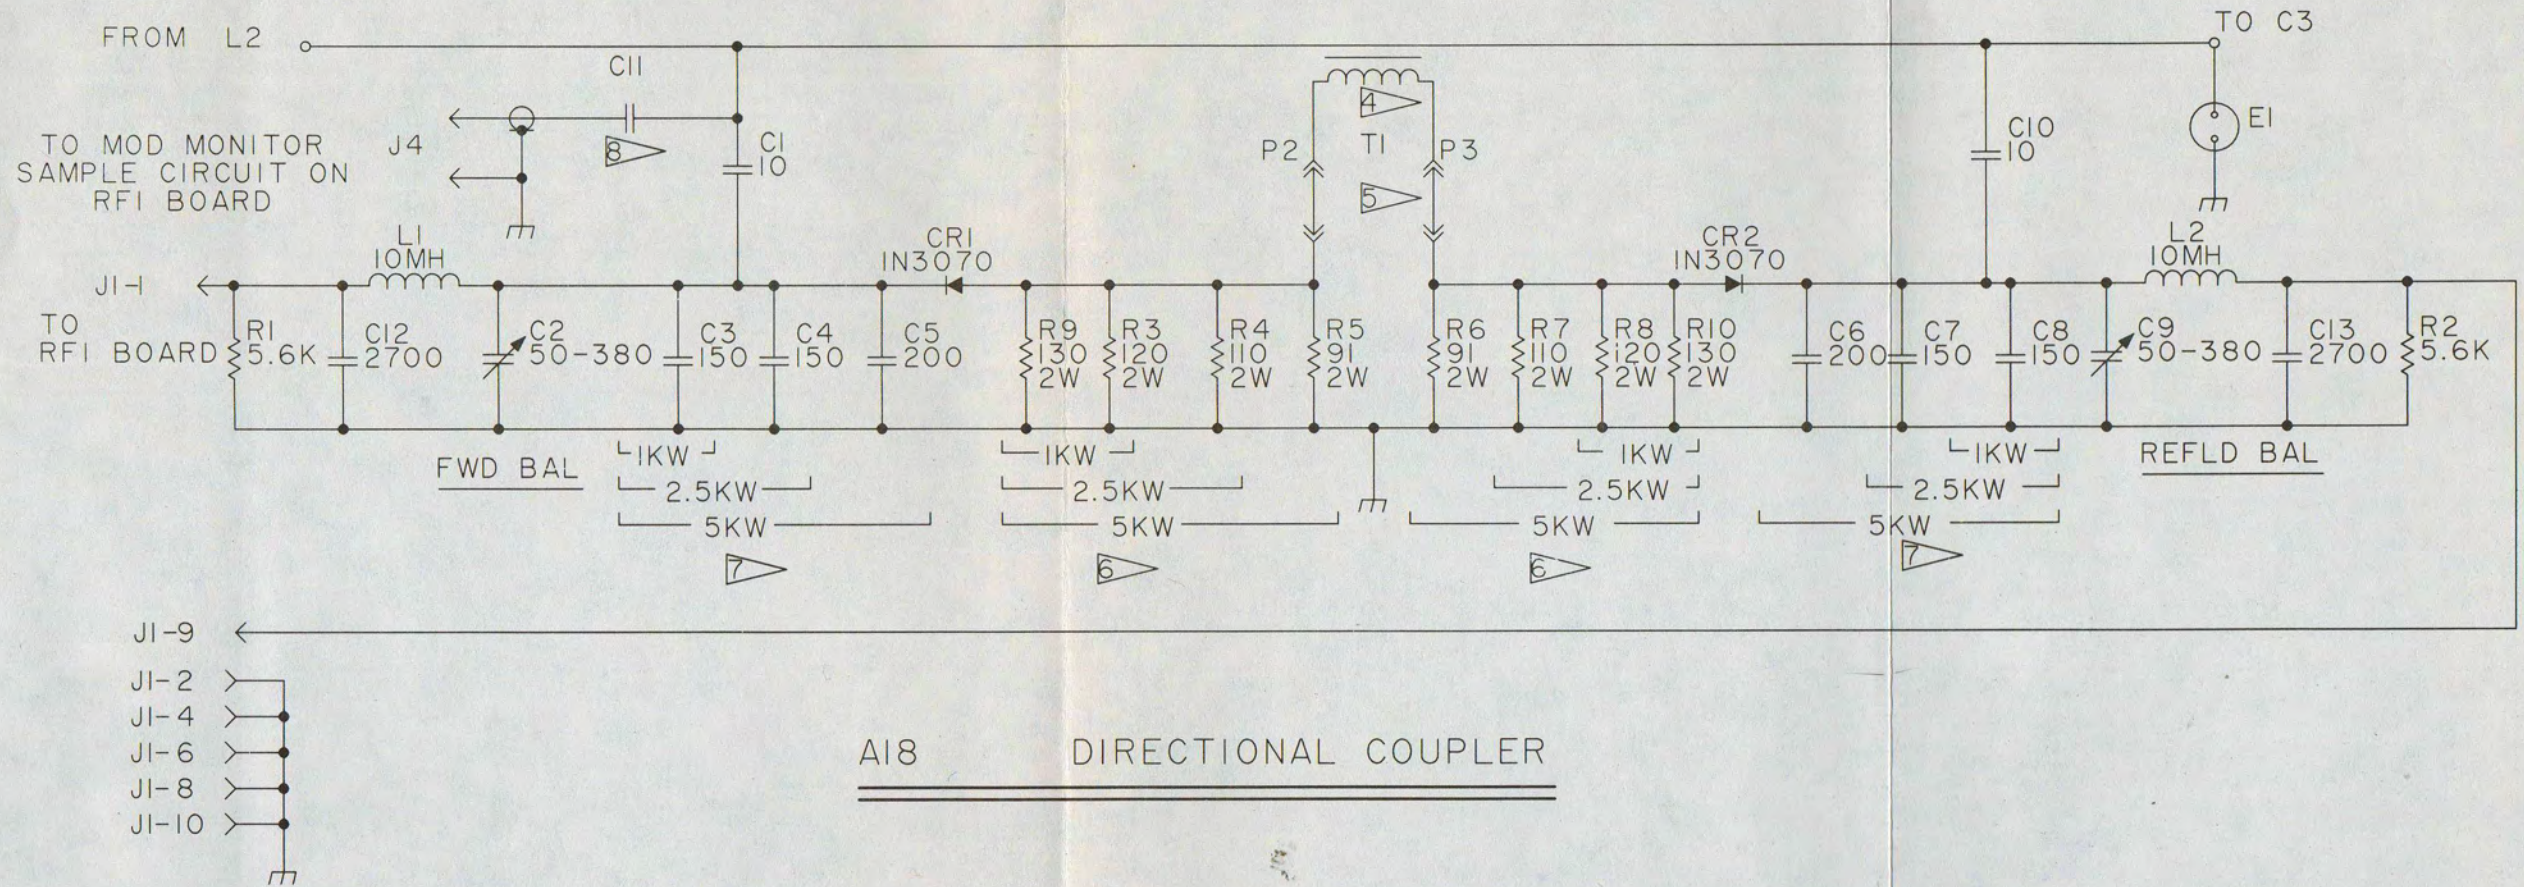 FROM L2
TO C3
C11
8
TO MOD MONITOR
SAMPLE CIRCUIT ON
RFI BOARD
J4
C1
10
4
T1
P2
P3
5
C10
10
E1
L1
10MH
CR1
1N3070
CR2
1N3070
L2
10MH
J1-1
TO
RFI BOARD
R1
5.6K
C12
2700
C2
50-380
C3
150
C4
150
C5
200
R9
130
2W
R3
120
2W
R4
110
2W
R5
91
2W
R6
91
2W
R7
110
2W
R8
120
2W
R10
130
2W
C6
200
C7
150
C8
150
C9
50-380
C13
2700
R2
5.6K
FWD BAL
1KW
2.5KW
5KW
7
1KW
2.5KW
5KW
6
1KW
2.5KW
5KW
6
1KW
2.5KW
5KW
7
REFLD BAL
J1-9
J1-2
J1-4
J1-6
J1-8
J1-10
A18 DIRECTIONAL COUPLER